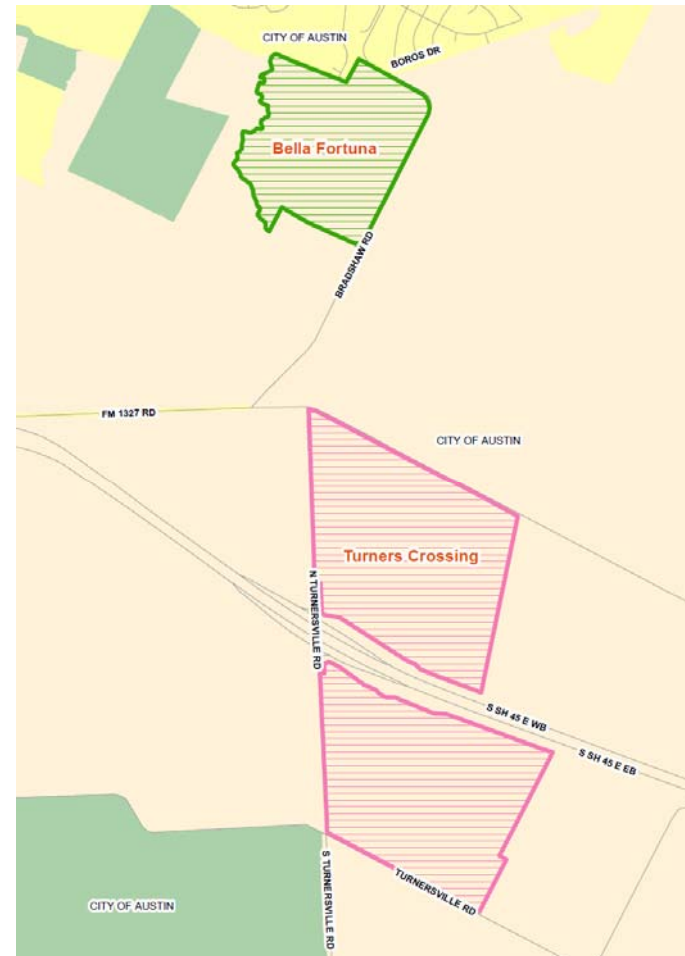 CITY OF AUSTIN
BOROS DR
Bella Fortuna
BRADSHAW RD
FM 1327 RD
CITY OF AUSTIN
Turners Crossing
N TURNERSVILLE RD
S SH 45 E WB
S SH 45 E EB
S TURNERSVILLE RD
TURNERSVILLE RD
CITY OF AUSTIN